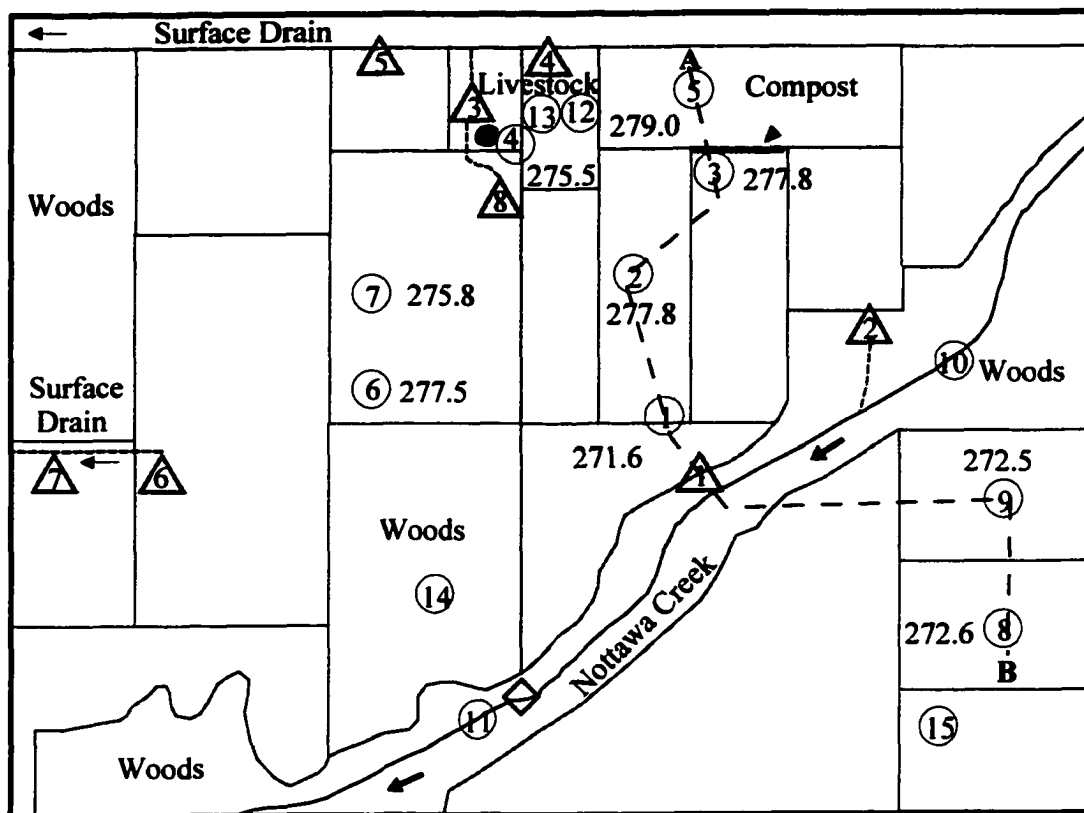 Surface Drain
5
4
A
3
Livestock
5
Compost
13
12
279.0
4
275.5
3
277.8
Woods
8
2
7
275.8
277.8
2
10
Woods
6
277.5
Surface
Drain
1
271.6
272.5
7
6
1
9
Woods
14
Nottawa Creek
272.6
8
B
11
15
Woods